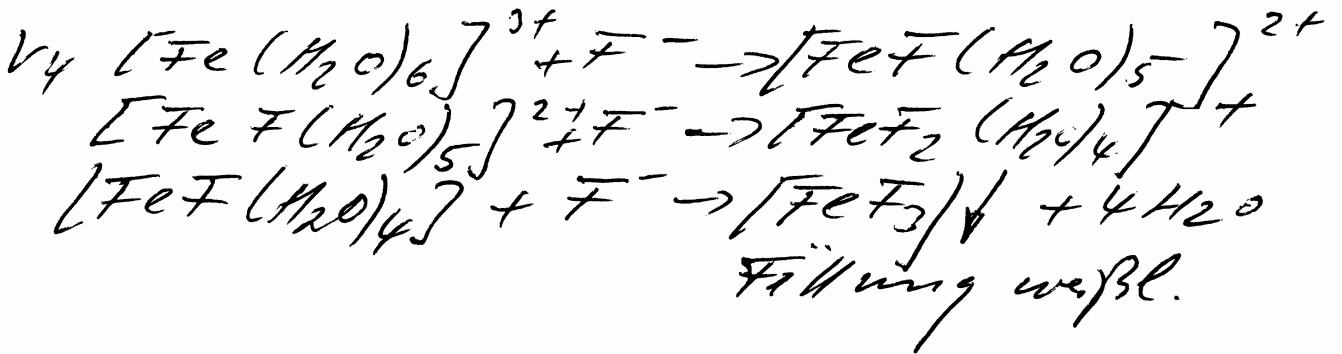 V4 [Fe(H2O)6]3+ + F- → [FeF(H2O)5]2+
[FeF(H2O)5]2+ + F- → [FeF2(H2O)4]+
[FeF(H2O)4] + F- → [FeF3]↓ + 4H2O
Fällung weißl.